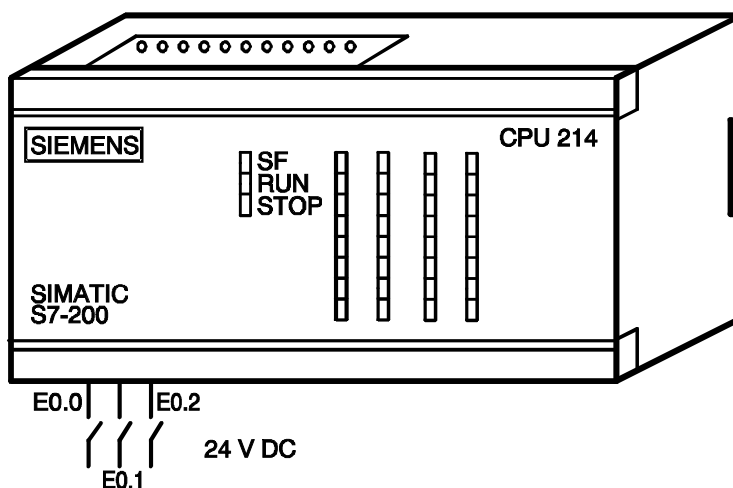 SIEMENS
CPU 214
SF
RUN
STOP
SIMATIC
S7-200
E0.0
E0.2
24 V DC
E0.1